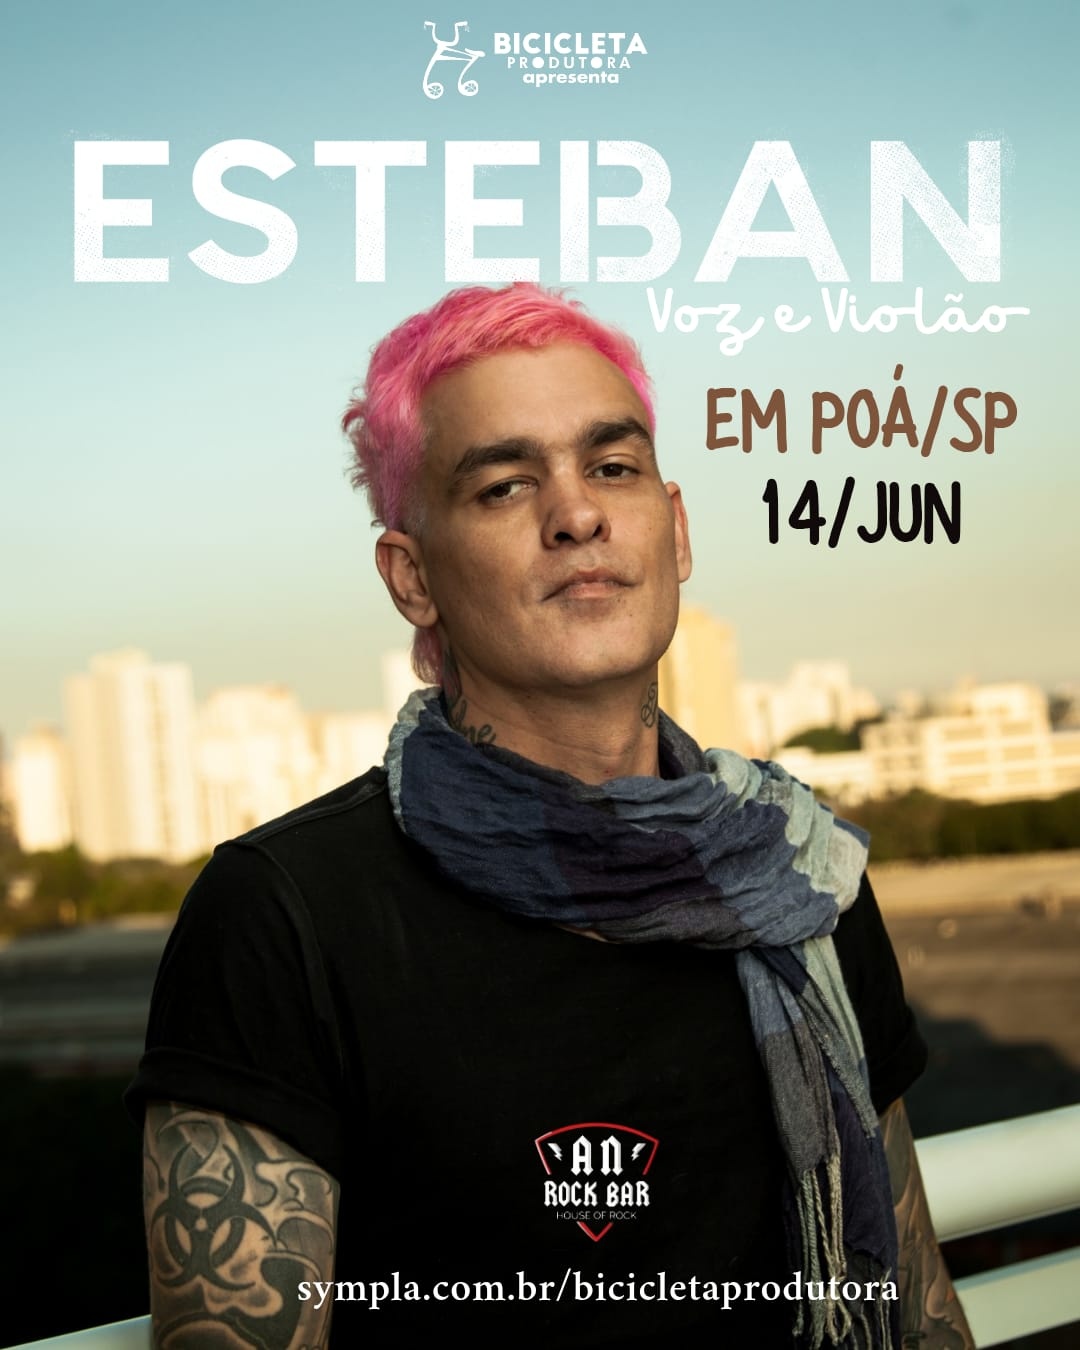 BICICLETA
PRODUTORA
apresenta
ESTEBAN
Voz e Violão
EM POÁ/SP
14/JUN
AN
ROCK BAR
HOUSE OF ROCK
sympla.com.br/bicicletaprodutora